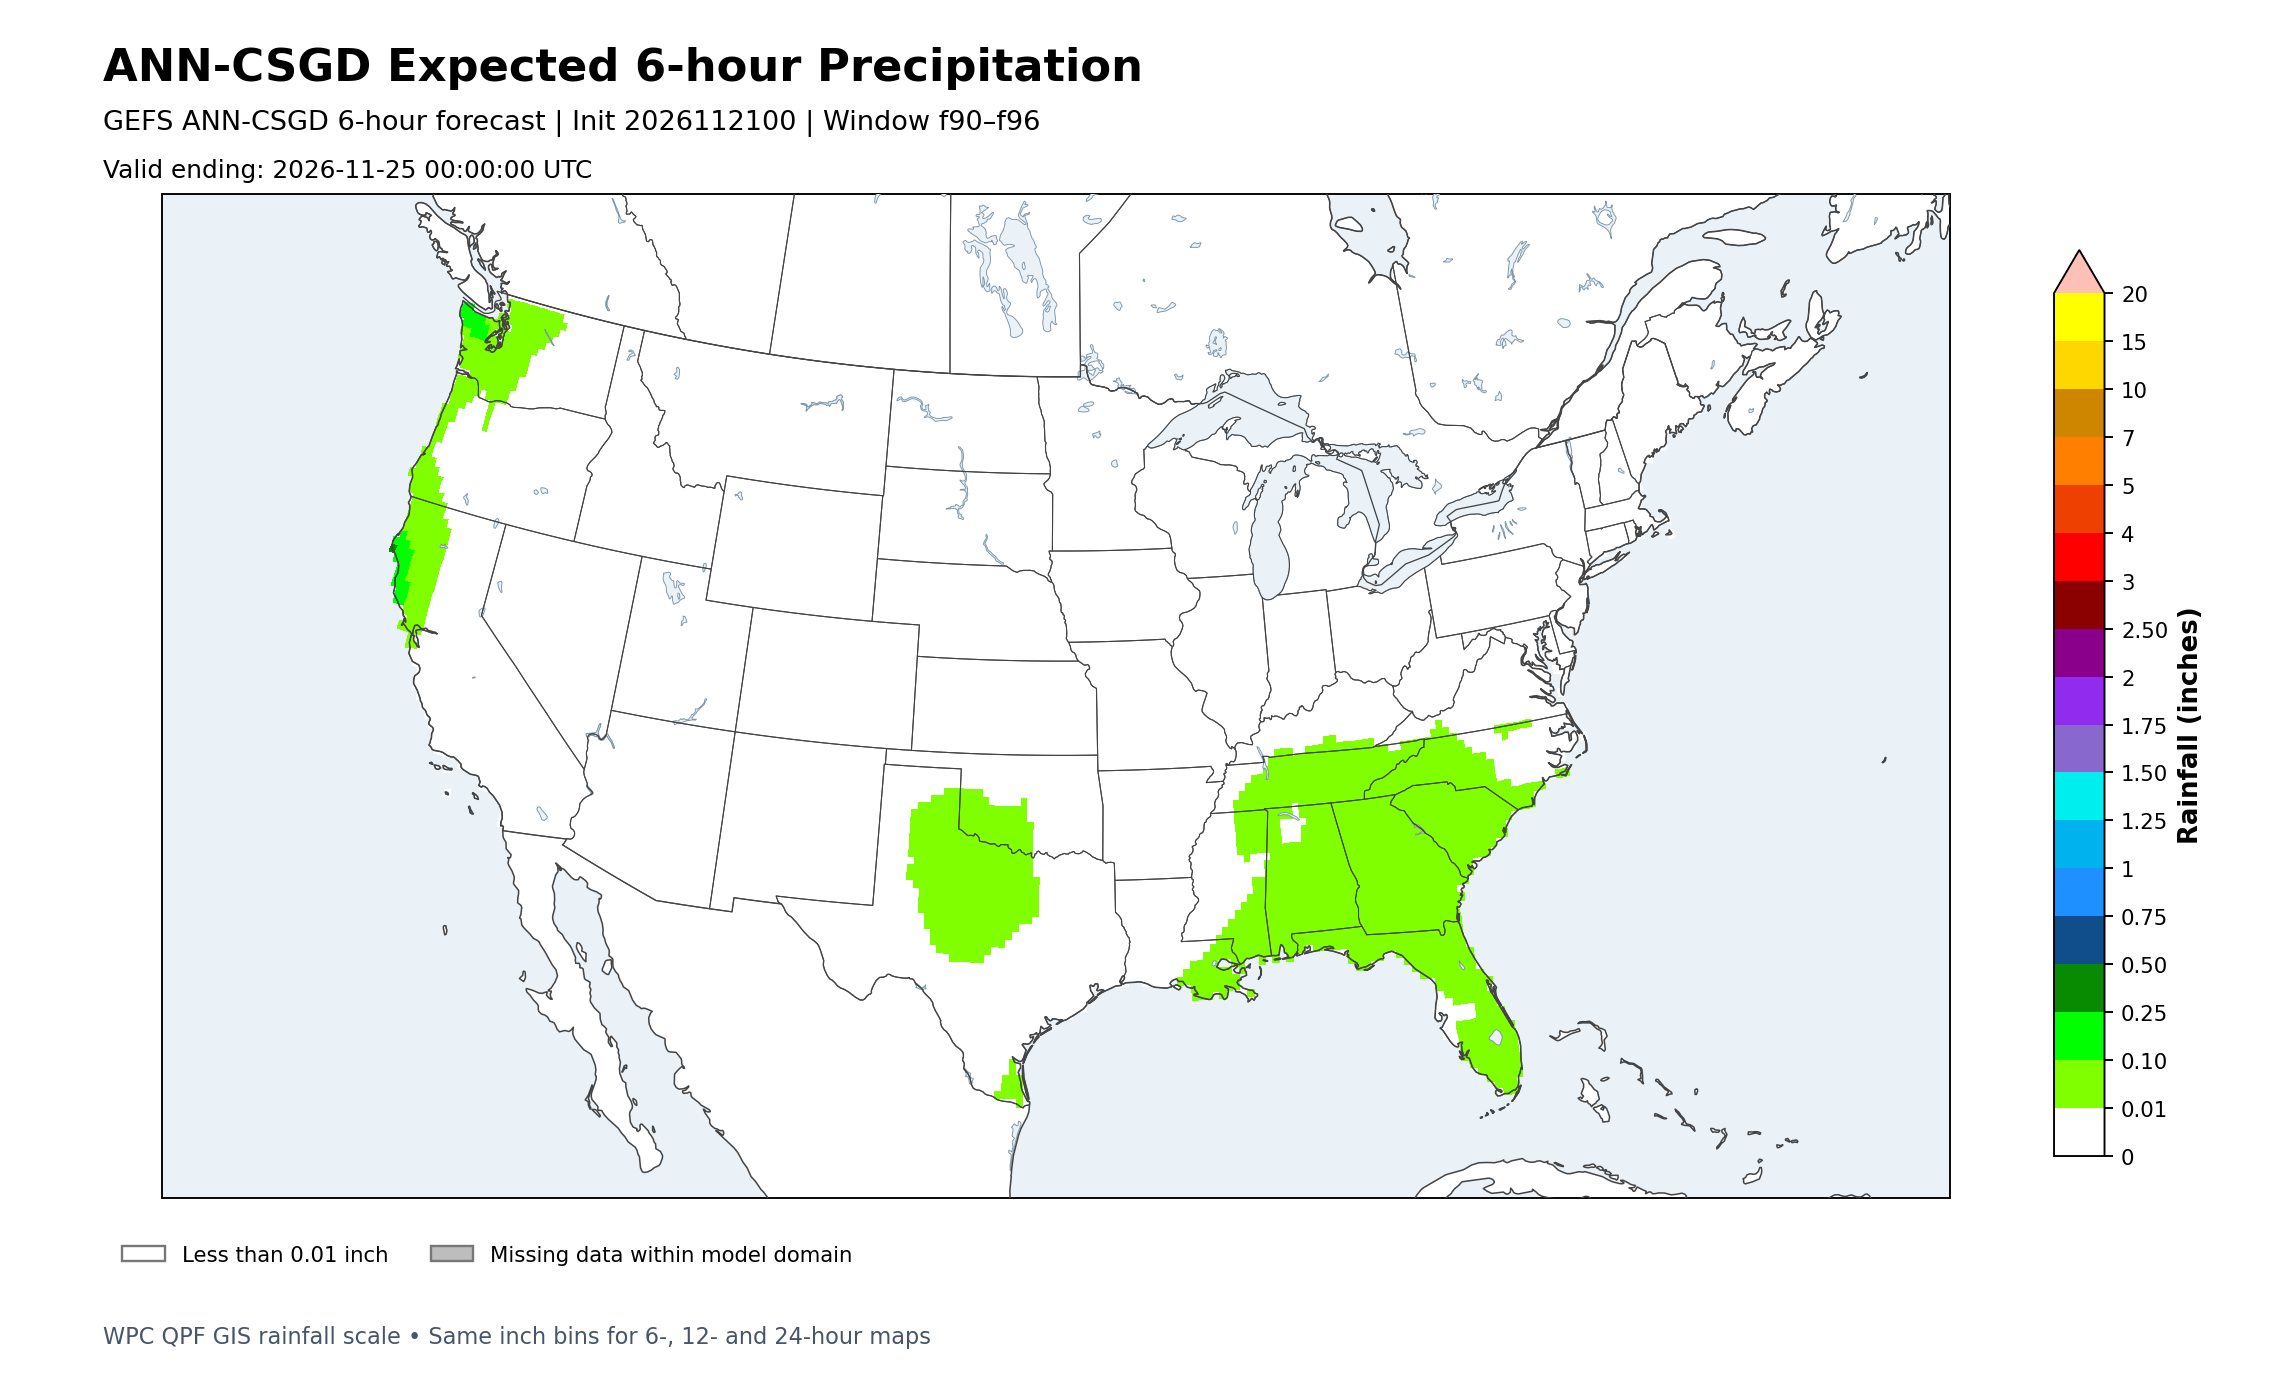 ANN-CSGD Expected 6-hour Precipitation
GEFS ANN-CSGD 6-hour forecast | Init 2026112100 | Window f90–f96
Valid ending: 2026-11-25 00:00:00 UTC
20
15
10
7
5
4
3
2.50
2
1.75
1.50
1.25
1
0.75
0.50
0.25
0.10
0.01
0
Rainfall (inches)
Less than 0.01 inch
Missing data within model domain
WPC QPF GIS rainfall scale • Same inch bins for 6-, 12- and 24-hour maps